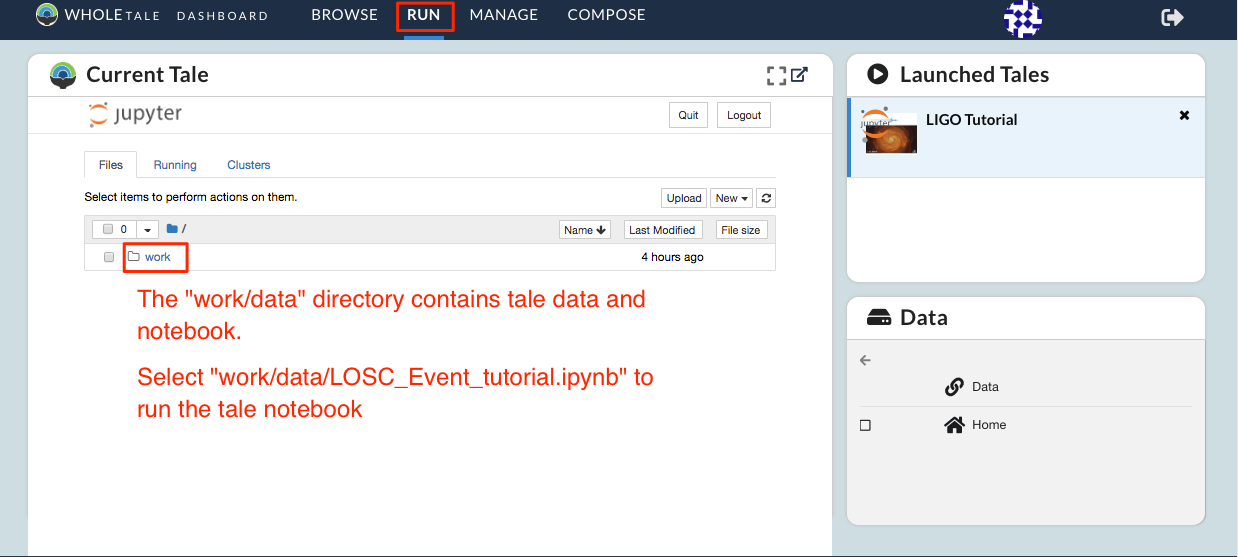 WHOLETALE DASHBOARD BROWSE RUN MANAGE COMPOSE
Current Tale
jupyter
Quit Logout
Files Running Clusters
Select items to perform actions on them.
Upload New
0 / Name Last Modified File size
work 4 hours ago
The "work/data" directory contains tale data and
notebook.
Select "work/data/LOSC_Event_tutorial.ipynb" to
run the tale notebook
Launched Tales
jupyter
LIGO Tutorial
Data
Data
Home